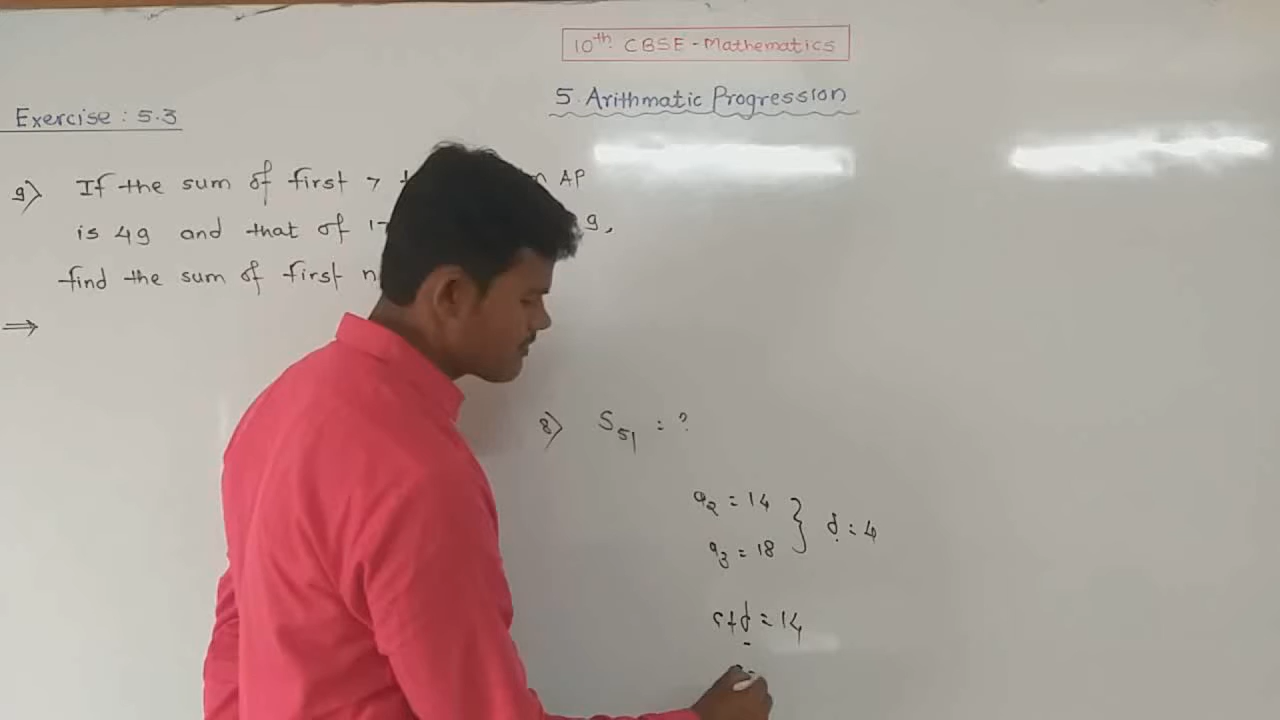 10th CBSE - Mathematics
5. Arithmatic Progression
Exercise : 5.3
9) If the sum of first 7 AP
is 49 and that of 9,
find the sum of first n
⇒
8) S51 = ?
a2 = 14
a3 = 18 } d = 4
a+d = 14